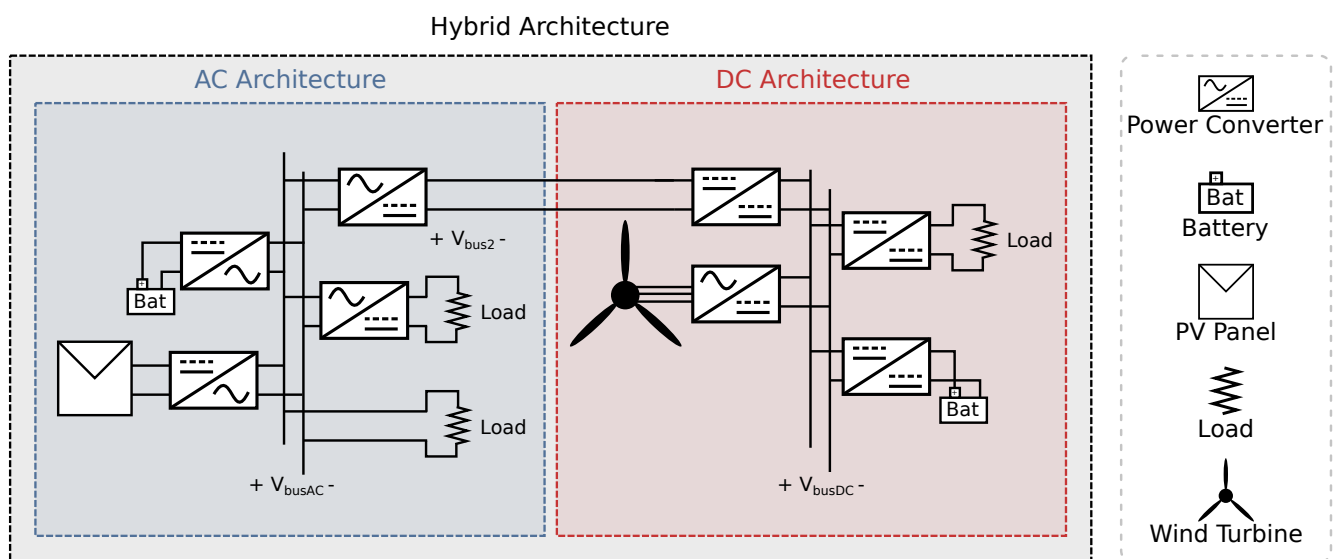 Hybrid Architecture
AC Architecture
DC Architecture
+ VbusAC -
+ Vbus2 -
+ VbusDC -
Bat
Load
Load
Load
Bat
Power Converter
+
Bat
Battery
PV Panel
Load
Wind Turbine